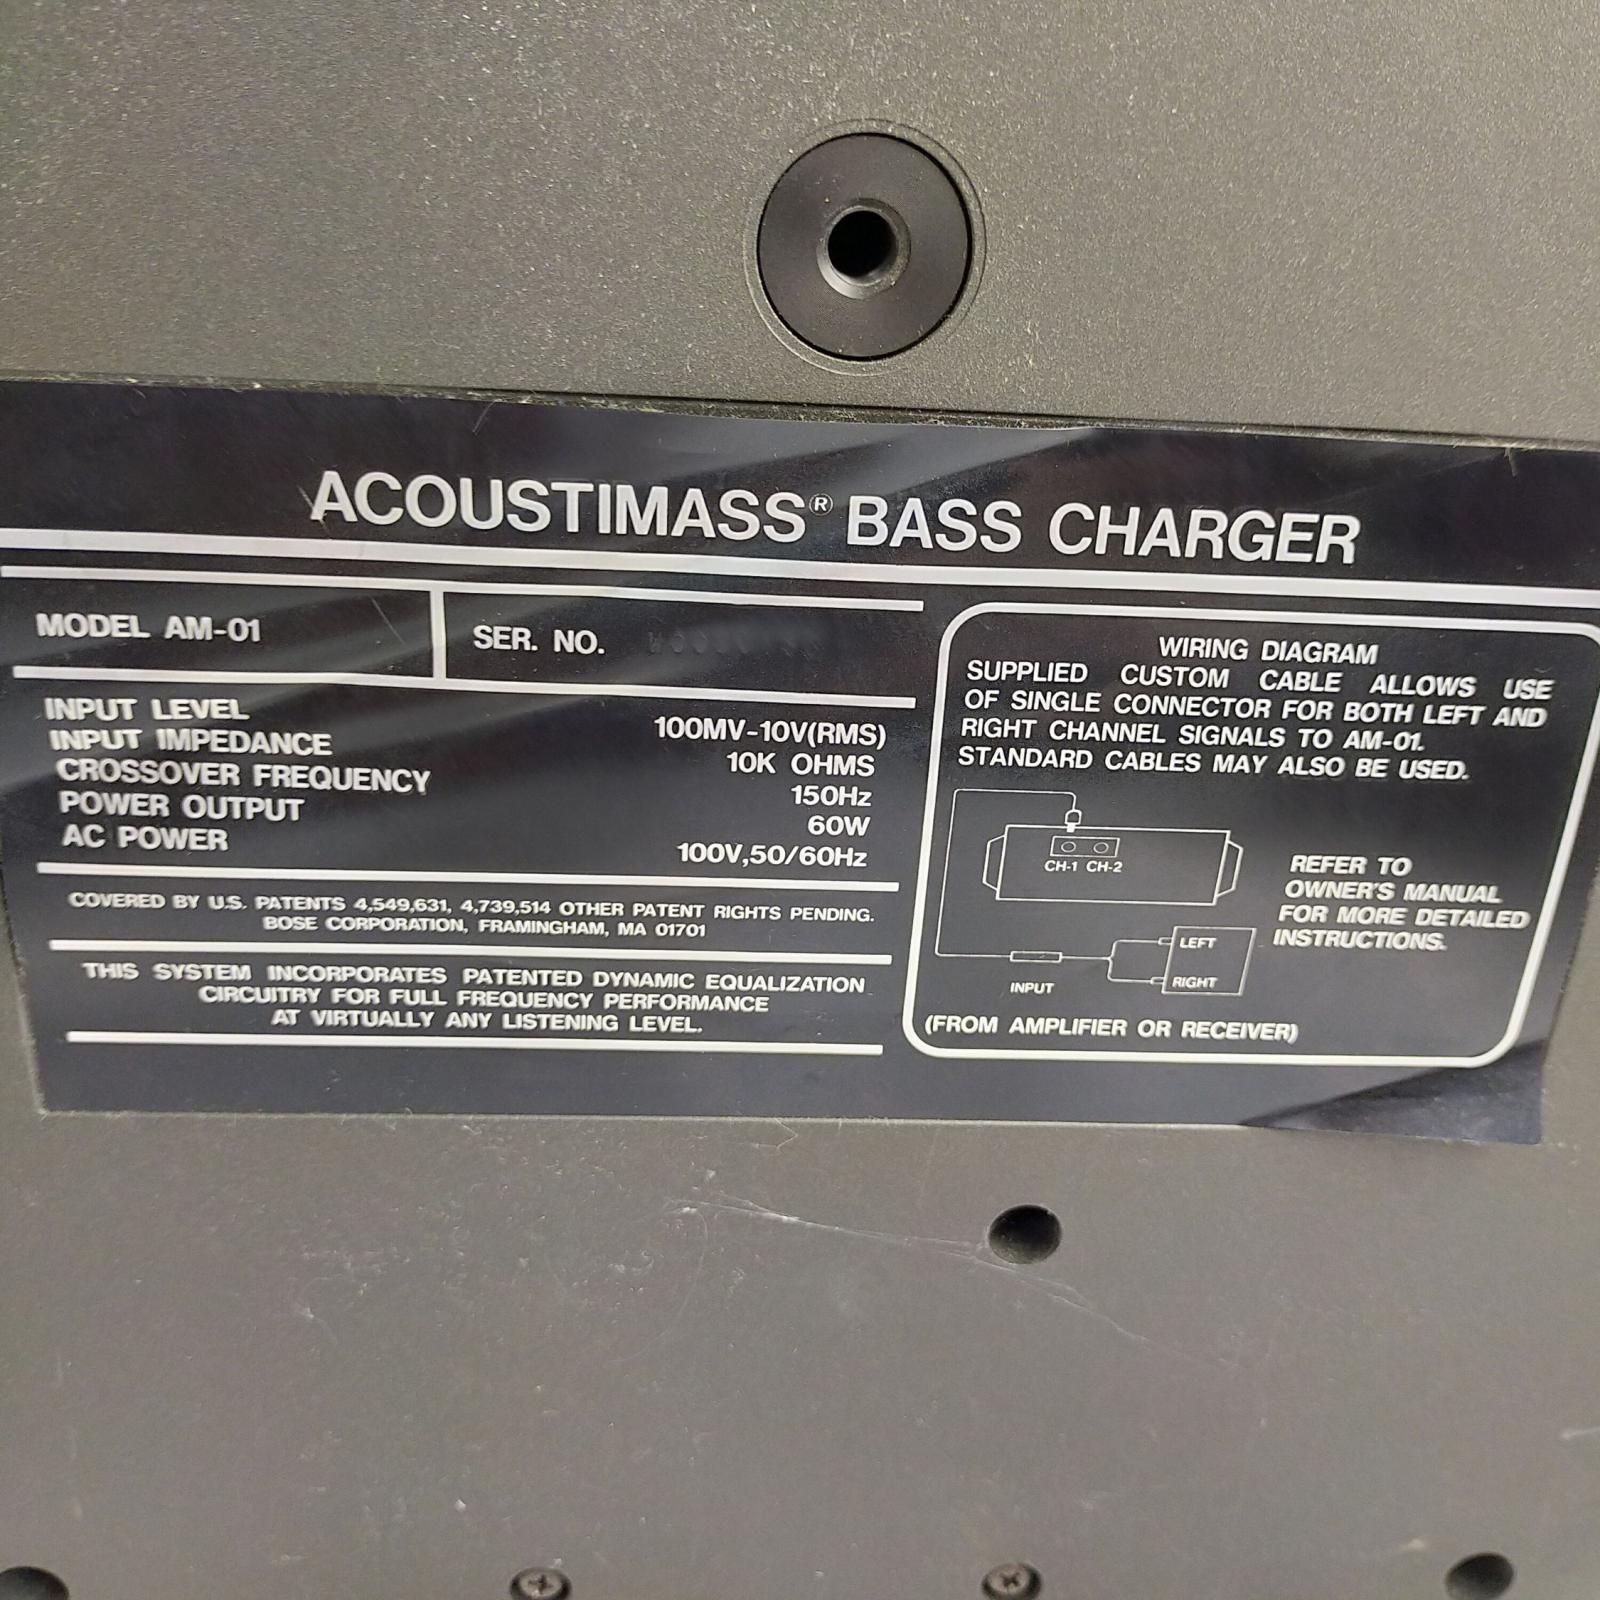 ACOUSTIMASS® BASS CHARGER
MODEL AM-01
SER. NO.
INPUT LEVEL 100MV-10V(RMS)
INPUT IMPEDANCE 10K OHMS
CROSSOVER FREQUENCY 150Hz
POWER OUTPUT 60W
AC POWER 100V,50/60Hz
COVERED BY U.S. PATENTS 4,549,631, 4,739,514 OTHER PATENT RIGHTS PENDING.
BOSE CORPORATION, FRAMINGHAM, MA 01701
THIS SYSTEM INCORPORATES PATENTED DYNAMIC EQUALIZATION
CIRCUITRY FOR FULL FREQUENCY PERFORMANCE
AT VIRTUALLY ANY LISTENING LEVEL.
WIRING DIAGRAM
SUPPLIED CUSTOM CABLE ALLOWS USE
OF SINGLE CONNECTOR FOR BOTH LEFT AND
RIGHT CHANNEL SIGNALS TO AM-01.
STANDARD CABLES MAY ALSO BE USED.
CH-1 CH-2
REFER TO
OWNER'S MANUAL
FOR MORE DETAILED
INSTRUCTIONS.
LEFT
RIGHT
INPUT
(FROM AMPLIFIER OR RECEIVER)